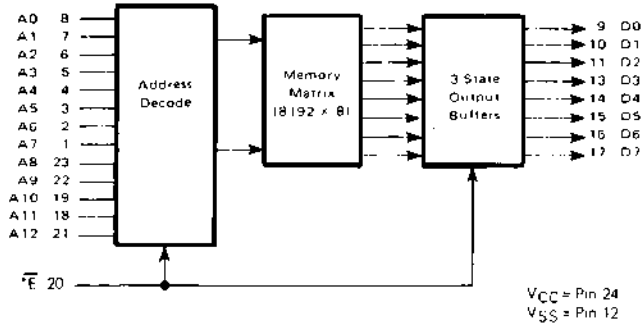 A0 8
A1 7
A2 6
A3 5
A4 4
A5 3
A6 2
A7 1
A8 23
A9 22
A10 19
A11 18
A12 21
*E 20
Address
Decode
Memory
Matrix
(8192 × 8)
3 State
Output
Buffers
9 D0
10 D1
11 D2
13 D3
14 D4
15 D5
16 D6
17 D7
VCC = Pin 24
VSS = Pin 12